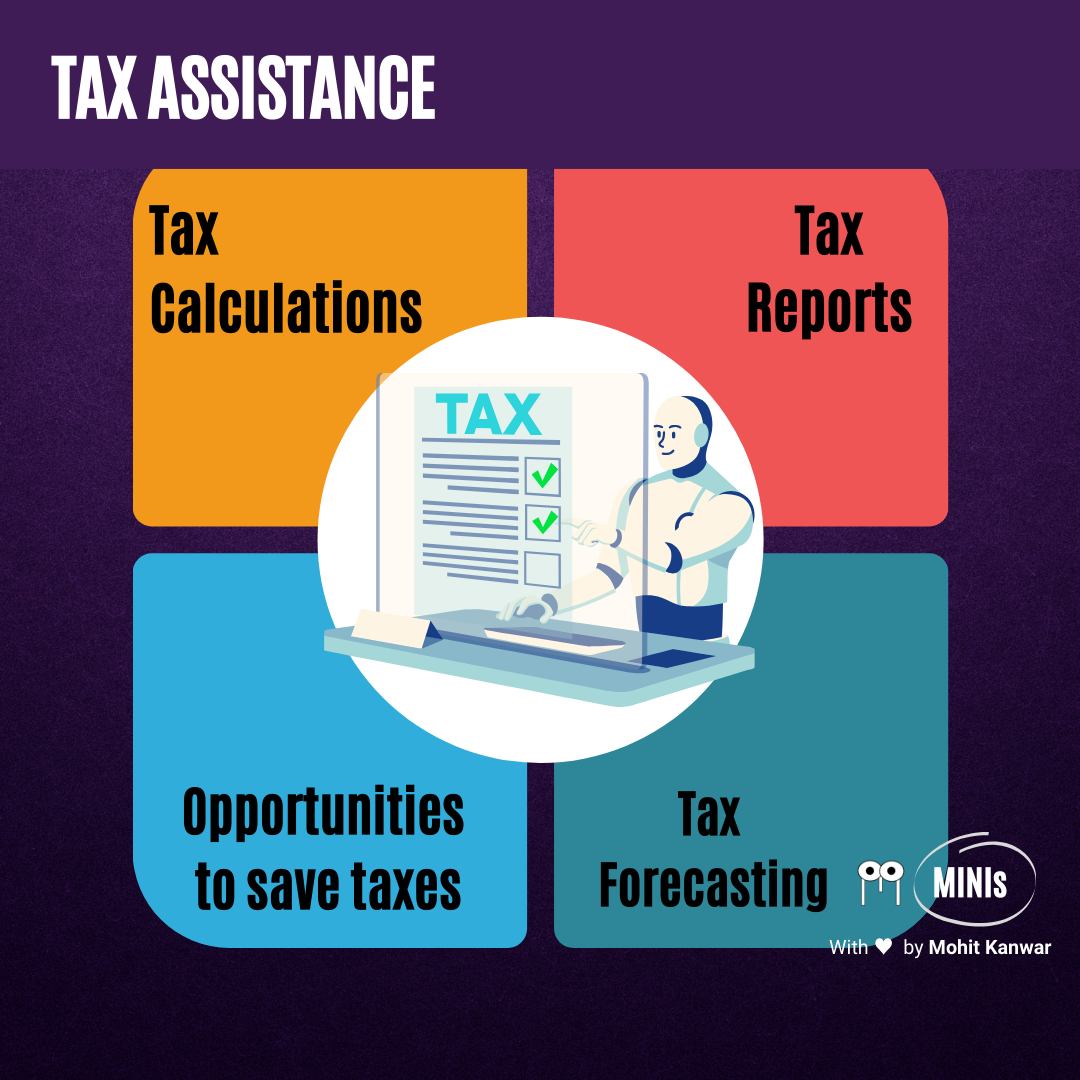 TAX ASSISTANCE
Tax
Calculations
Tax
Reports
TAX
Opportunities
to save taxes
Tax
Forecasting
MINIs
With ♥ by Mohit Kanwar